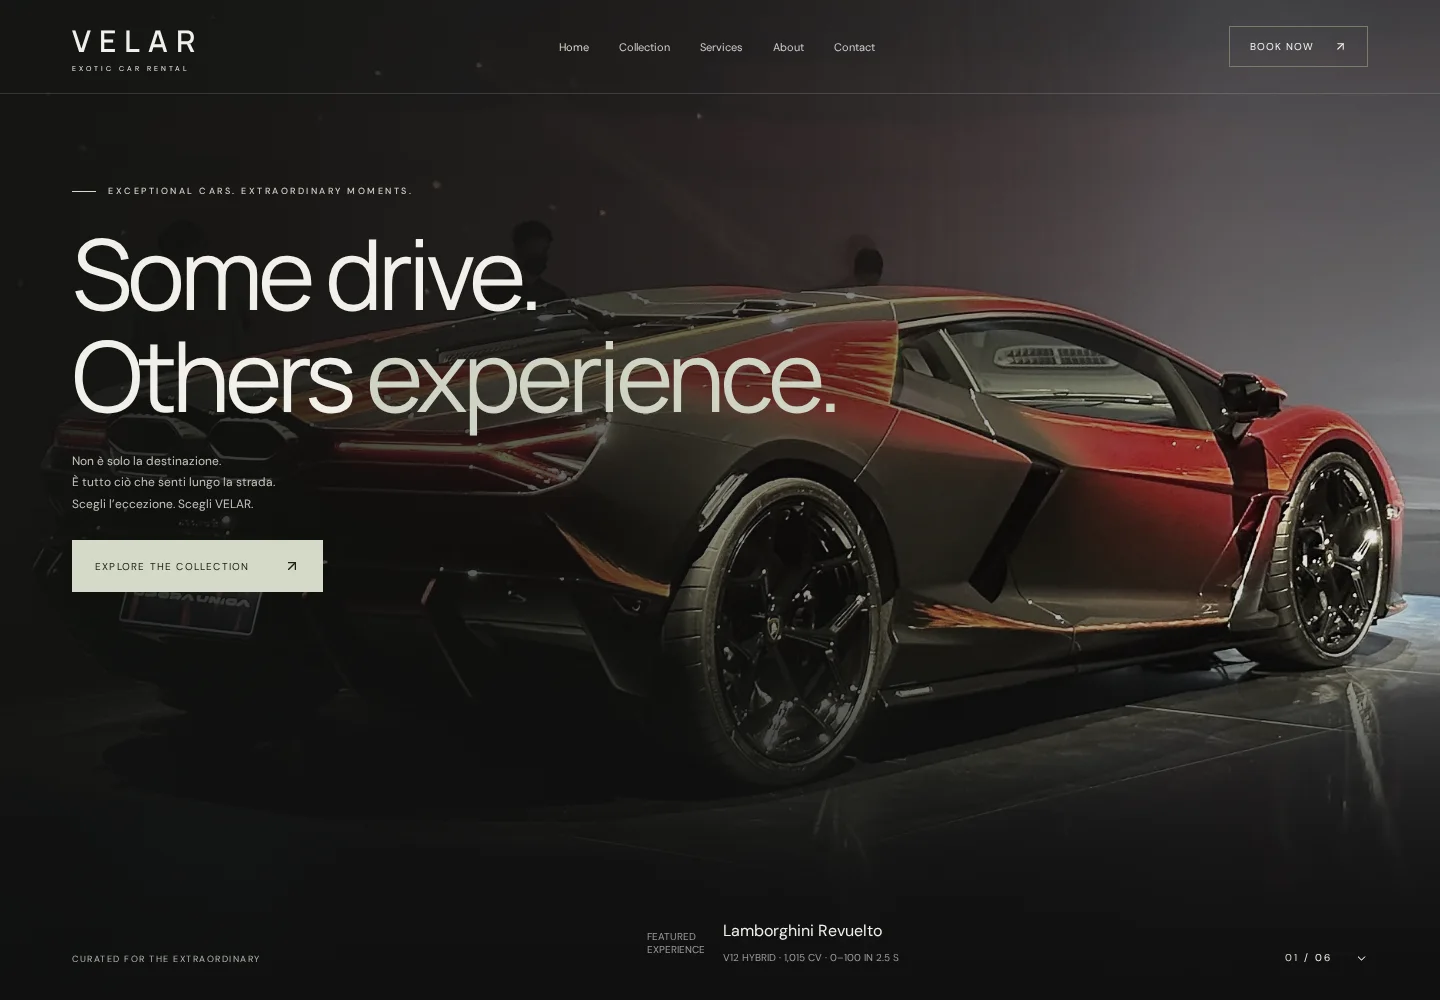 VELAR
EXOTIC CAR RENTAL
Home
Collection
Services
About
Contact
BOOK NOW
EXCEPTIONAL CARS. EXTRAORDINARY MOMENTS.
Some drive.
Others experience.
Non è solo la destinazione.
È tutto ciò che senti lungo la strada.
Scegli l'eccezione. Scegli VELAR.
EXPLORE THE COLLECTION
CURATED FOR THE EXTRAORDINARY
FEATURED
EXPERIENCE
Lamborghini Revuelto
V12 HYBRID · 1,015 CV · 0–100 IN 2.5 S
01 / 06